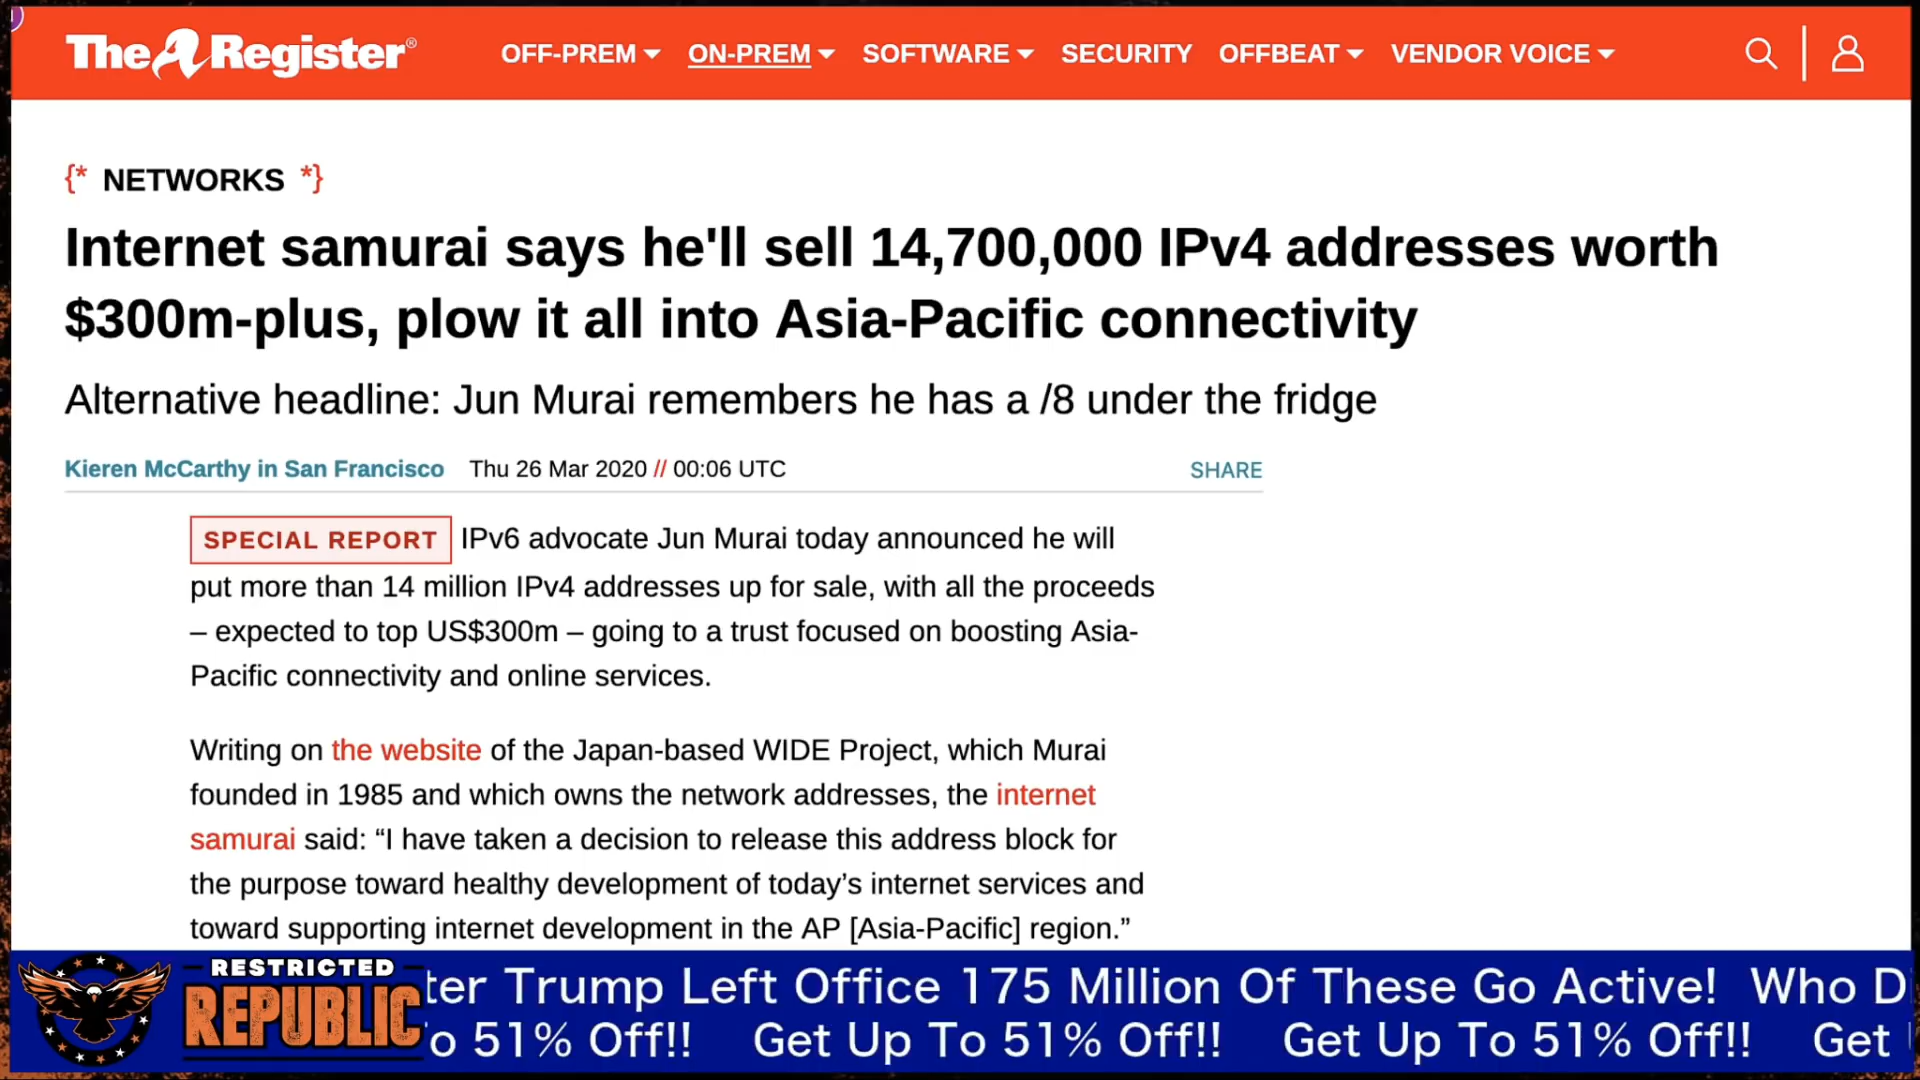 The Register®
OFF-PREM ON-PREM SOFTWARE SECURITY OFFBEAT VENDOR VOICE
{* NETWORKS *}
Internet samurai says he'll sell 14,700,000 IPv4 addresses worth
$300m-plus, plow it all into Asia-Pacific connectivity
Alternative headline: Jun Murai remembers he has a /8 under the fridge
Kieren McCarthy in San Francisco Thu 26 Mar 2020 // 00:06 UTC SHARE
SPECIAL REPORT IPv6 advocate Jun Murai today announced he will
put more than 14 million IPv4 addresses up for sale, with all the proceeds
– expected to top US$300m – going to a trust focused on boosting Asia-
Pacific connectivity and online services.
Writing on the website of the Japan-based WIDE Project, which Murai
founded in 1985 and which owns the network addresses, the internet
samurai said: “I have taken a decision to release this address block for
the purpose toward healthy development of today’s internet services and
toward supporting internet development in the AP [Asia-Pacific] region.”
RESTRICTED
REPUBLIC
ter Trump Left Office 175 Million Of These Go Active! Who D
o 51% Off!! Get Up To 51% Off!! Get Up To 51% Off!! Get